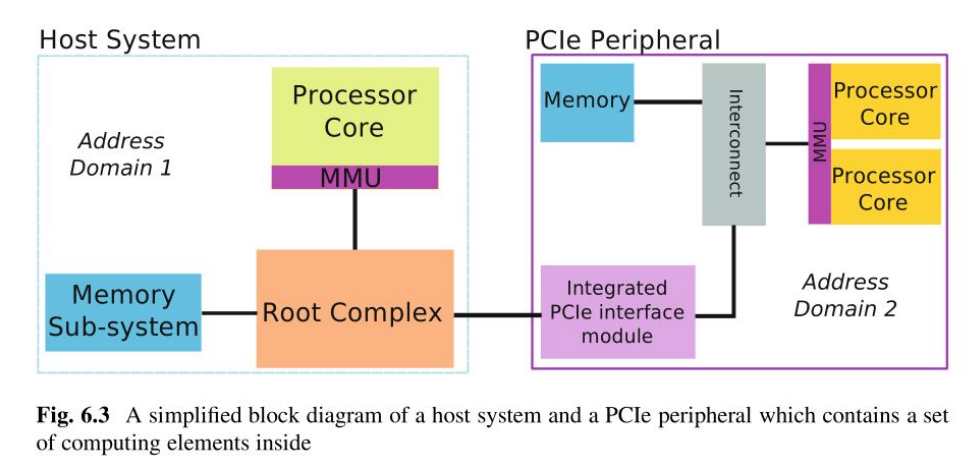 Host System
Address
Domain 1
Processor
Core
MMU
Memory
Sub-system
Root Complex
PCIe Peripheral
Memory
Interconnect
MMU
Processor
Core
Processor
Core
Integrated
PCIe interface
module
Address
Domain 2
Fig. 6.3 A simplified block diagram of a host system and a PCIe peripheral which contains a set
of computing elements inside